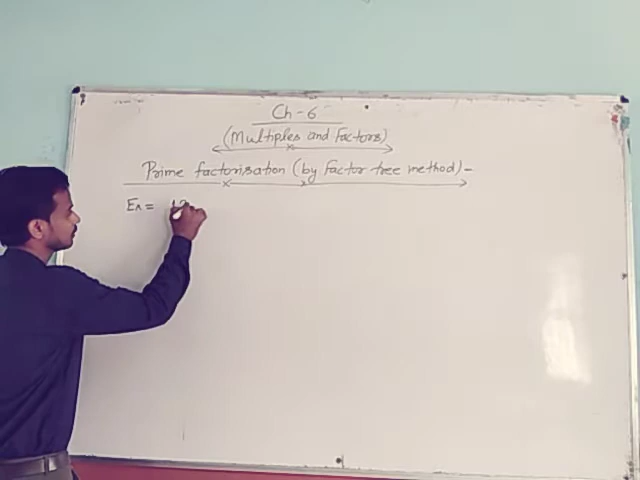 Ch-6
(Multiples and Factors)
Prime factorisation (by Factor tree method)-
Ex =